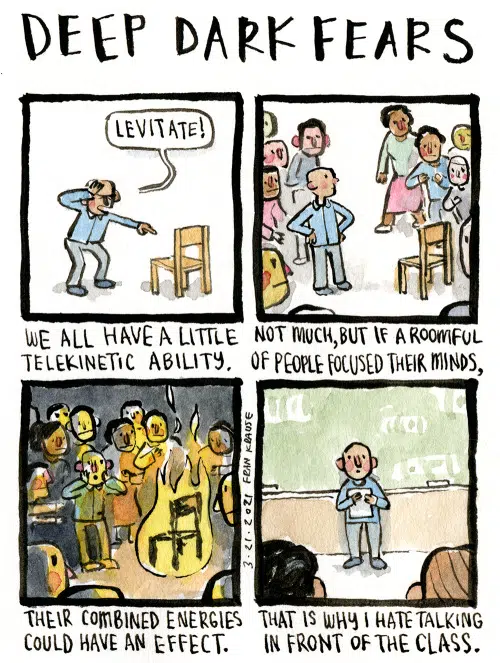 DEEP DARK FEARS
LEVITATE!
WE ALL HAVE A LITTLE
TELEKINETIC ABILITY.
NOT MUCH, BUT IF A ROOMFUL
OF PEOPLE FOCUSED THEIR MINDS,
THEIR COMBINED ENERGIES
COULD HAVE AN EFFECT.
3-21-2021 FRAN KRAUSE
THAT IS WHY I HATE TALKING
IN FRONT OF THE CLASS.